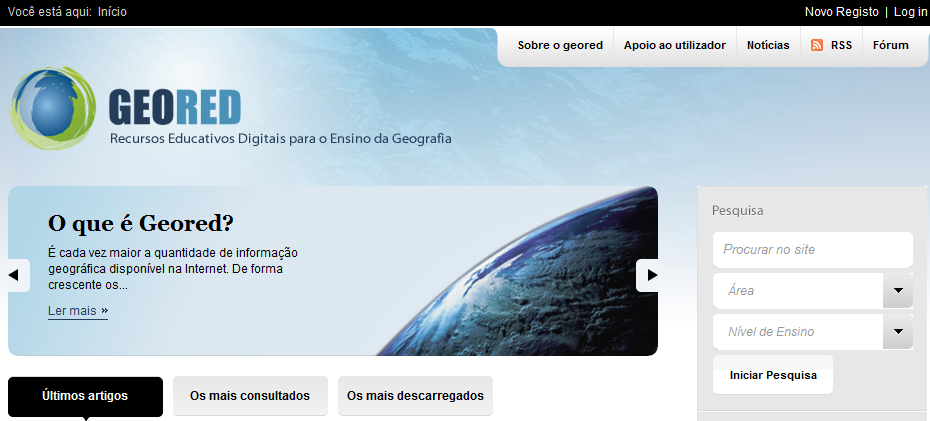 Você está aqui: Início
Novo Registo | Log in
Sobre o geored
Apoio ao utilizador
Notícias
RSS
Fórum
GEORED
Recursos Educativos Digitais para o Ensino da Geografia
O que é Geored?
É cada vez maior a quantidade de informação
geográfica disponível na Internet. De forma
crescente os...
Ler mais »
Pesquisa
Procurar no site
Área
Nível de Ensino
Iniciar Pesquisa
Últimos artigos
Os mais consultados
Os mais descarregados